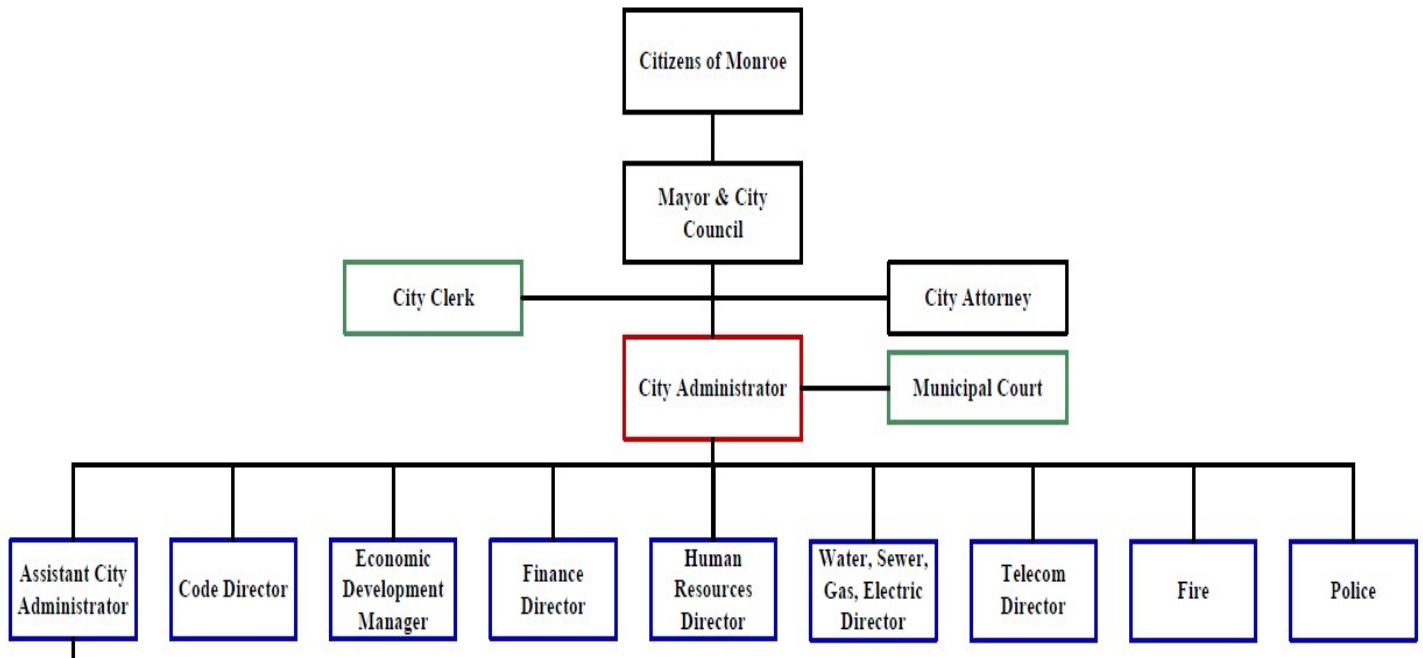 Citizens of Monroe
Mayor & City
Council
City Clerk
City Attorney
City Administrator
Municipal Court
Assistant City
Administrator
Code Director
Economic
Development
Manager
Finance
Director
Human
Resources
Director
Water, Sewer,
Gas, Electric
Director
Telecom
Director
Fire
Police